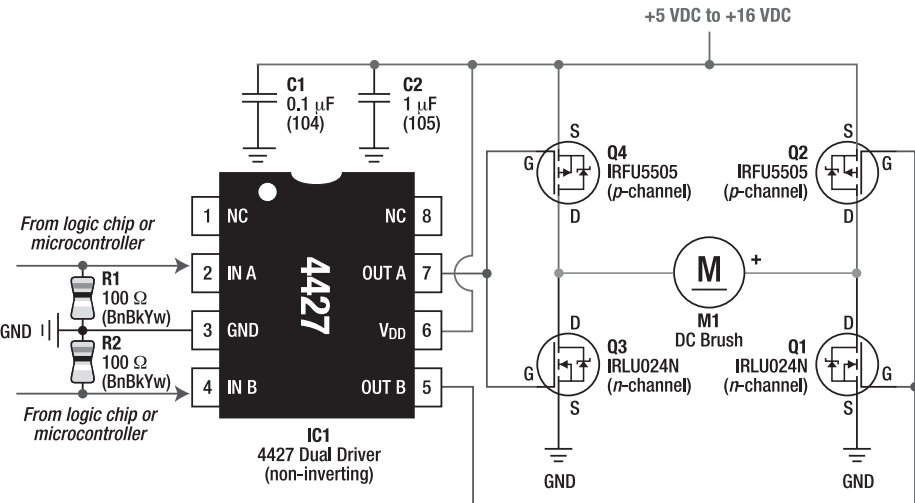 +5 VDC to +16 VDC
C1
0.1 µF
(104)
C2
1 µF
(105)
S
Q4
IRFU5505
(p-channel)
G
D
S
Q2
IRFU5505
(p-channel)
G
D
From logic chip or
microcontroller
1 NC
NC 8
2 IN A
OUT A 7
3 GND
VDD 6
4 IN B
OUT B 5
4427
R1
100 Ω
(BnBkYw)
GND
R2
100 Ω
(BnBkYw)
From logic chip or
microcontroller
M
+
M1
DC Brush
D
Q3
IRLU024N
(n-channel)
G
S
D
Q1
IRLU024N
(n-channel)
G
S
IC1
4427 Dual Driver
(non-inverting)
GND
GND